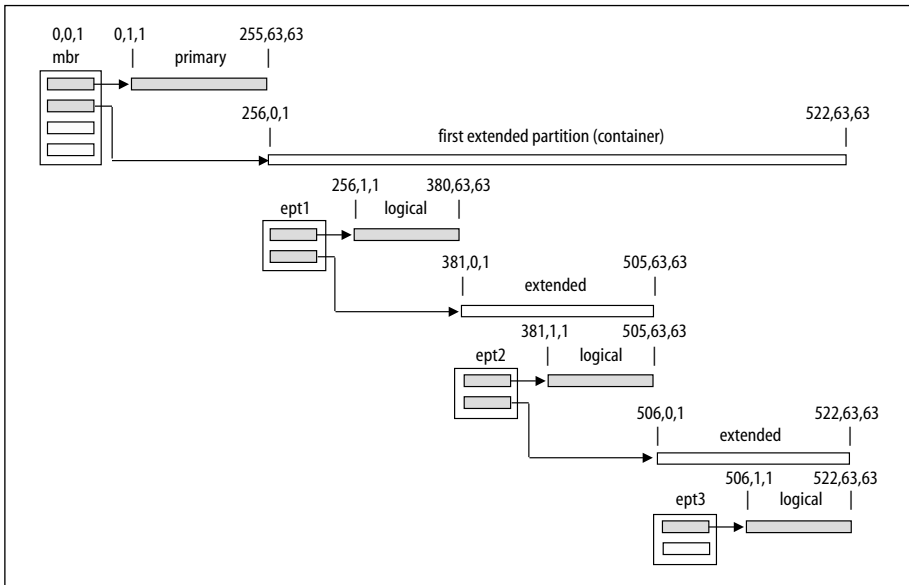 0,0,1 0,1,1 255,63,63
mbr primary
256,0,1 522,63,63
first extended partition (container)
256,1,1 380,63,63
ept1 logical
381,0,1 505,63,63
extended
381,1,1 505,63,63
ept2 logical
506,0,1 522,63,63
extended
506,1,1 522,63,63
ept3 logical